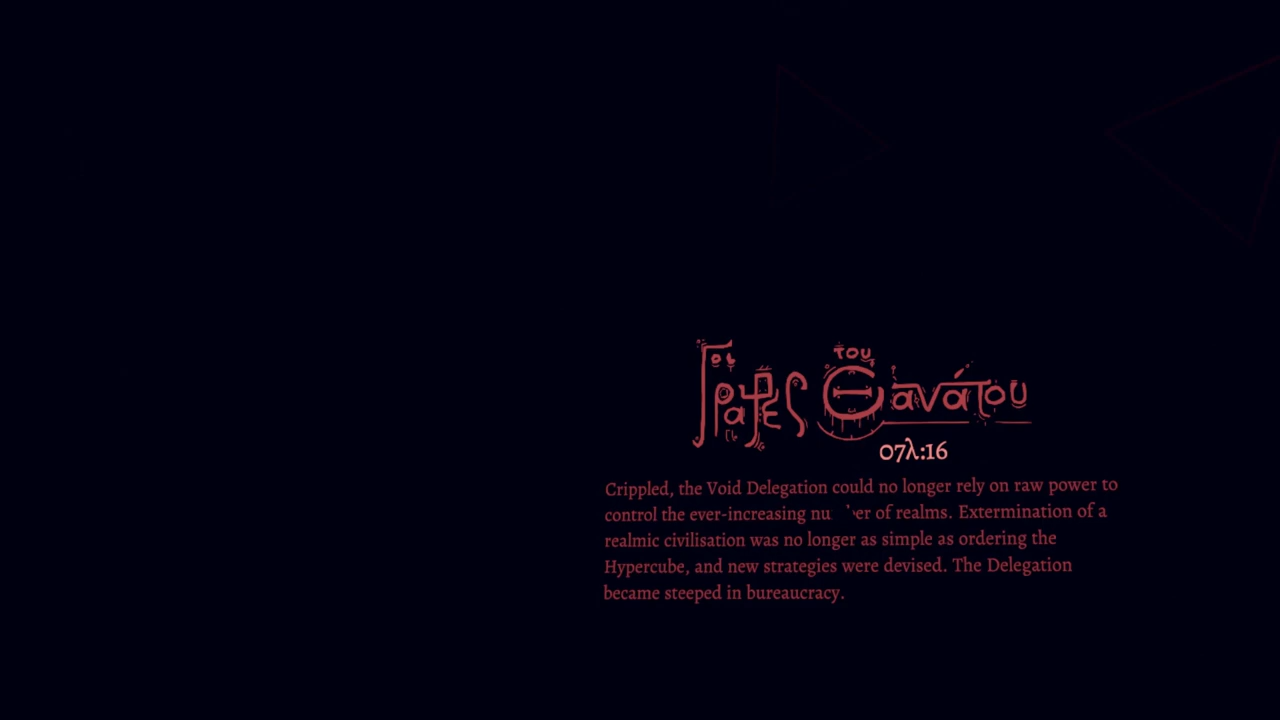 οι Γραφες του Θανάτου
07λ:16
Crippled, the Void Delegation could no longer rely on raw power to
control the ever-increasing of realms. Extermination of a
realmic civilisation was no longer as simple as ordering the
Hypercube, and new strategies were devised. The Delegation
became steeped in bureaucracy.